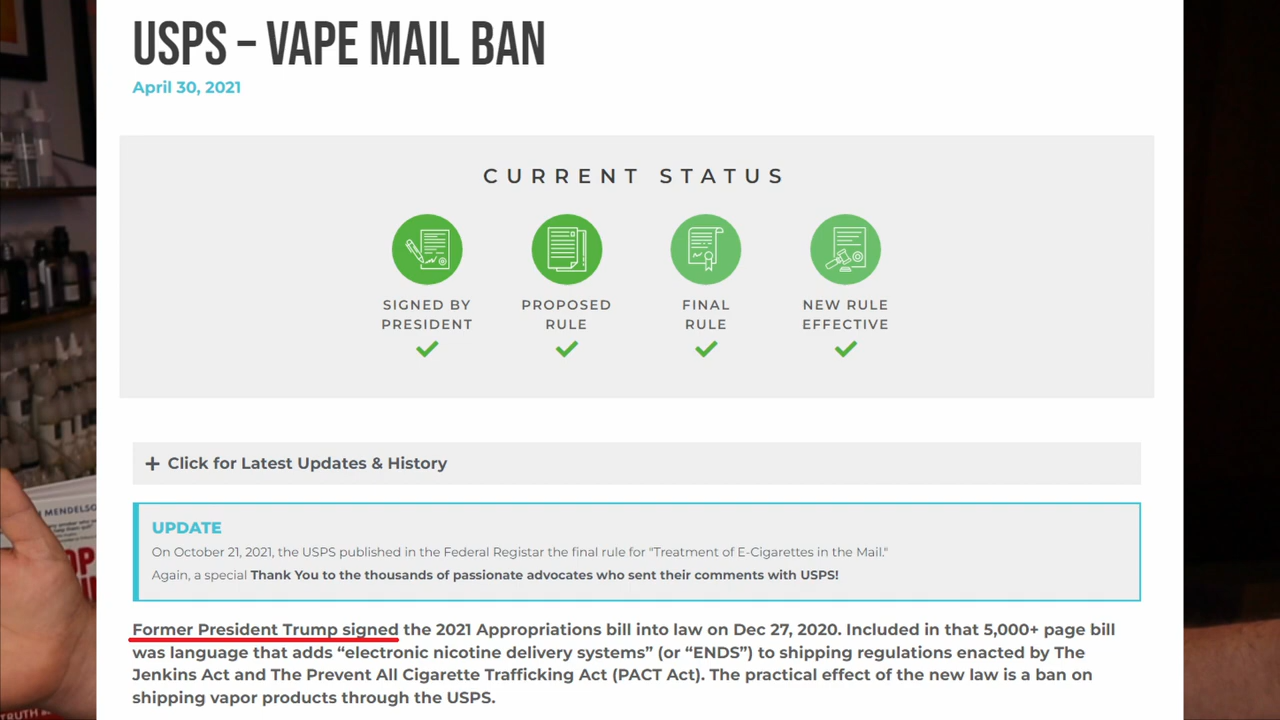 USPS – VAPE MAIL BAN
April 30, 2021
CURRENT STATUS
SIGNED BY PRESIDENT
PROPOSED RULE
FINAL RULE
NEW RULE EFFECTIVE
Click for Latest Updates & History
UPDATE
On October 21, 2021, the USPS published in the Federal Registar the final rule for "Treatment of E-Cigarettes in the Mail."
Again, a special Thank You to the thousands of passionate advocates who sent their comments with USPS!
Former President Trump signed the 2021 Appropriations bill into law on Dec 27, 2020. Included in that 5,000+ page bill
was language that adds “electronic nicotine delivery systems” (or “ENDS”) to shipping regulations enacted by The
Jenkins Act and The Prevent All Cigarette Trafficking Act (PACT Act). The practical effect of the new law is a ban on
shipping vapor products through the USPS.
MENDELSO
TRUTH